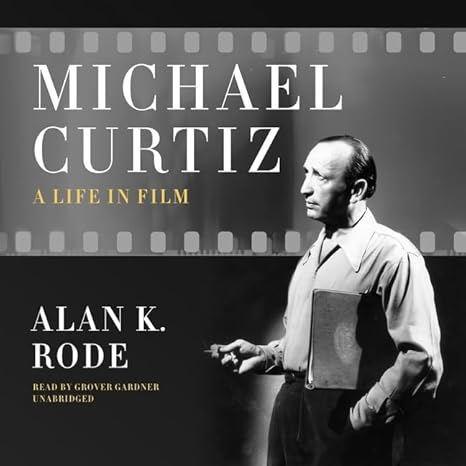 MICHAEL
CURTIZ
A LIFE IN FILM
ALAN K.
RODE
READ BY GROVER GARDNER
UNABRIDGED